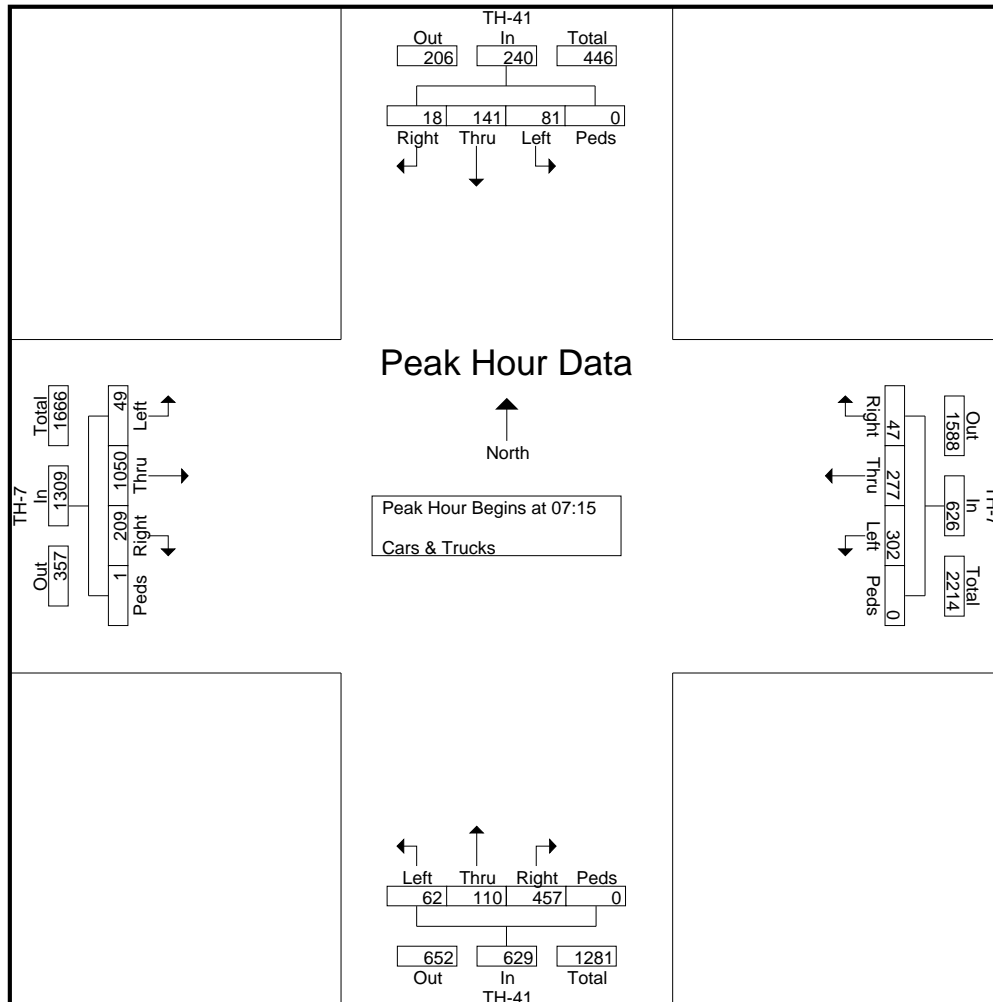 TH-41
Out In Total
206 240 446
18 141 81 0
Right Thru Left Peds
Peak Hour Data
North
Peak Hour Begins at 07:15
Cars & Trucks
TH-7
Out In Total
357 1309 1666
49 1050 209 1
Left Thru Right Peds
TH-7
Out In Total
1588 626 2214
47 277 302 0
Right Thru Left Peds
Left Thru Right Peds
62 110 457 0
652 629 1281
Out In Total
TH-41